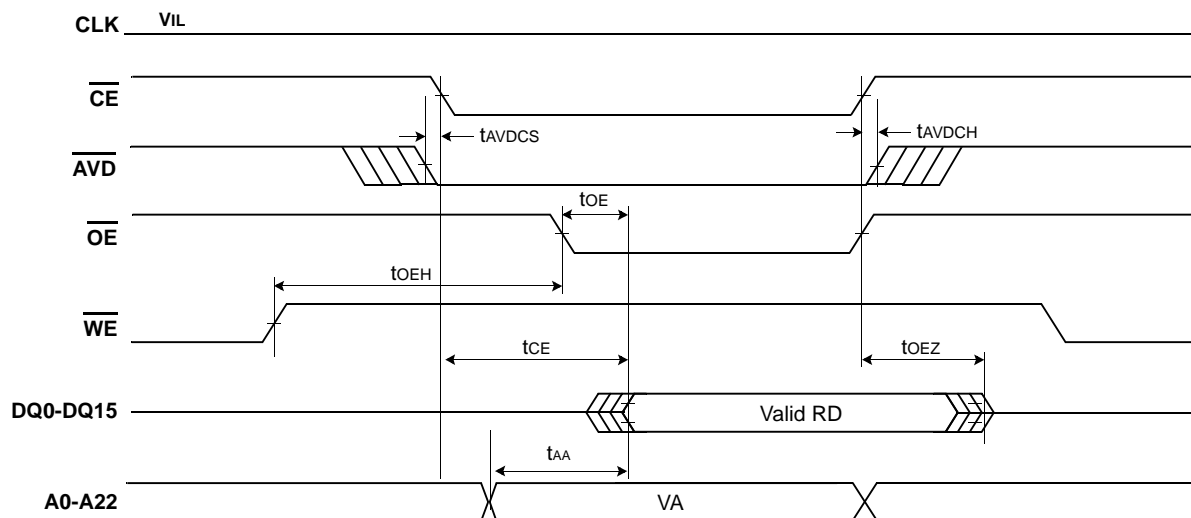 CLK VIL
CE
tAVDCS
tAVDCH
AVD
tOE
OE
tOEH
WE
tCE
tOEZ
DQ0-DQ15
Valid RD
tAA
A0-A22
VA